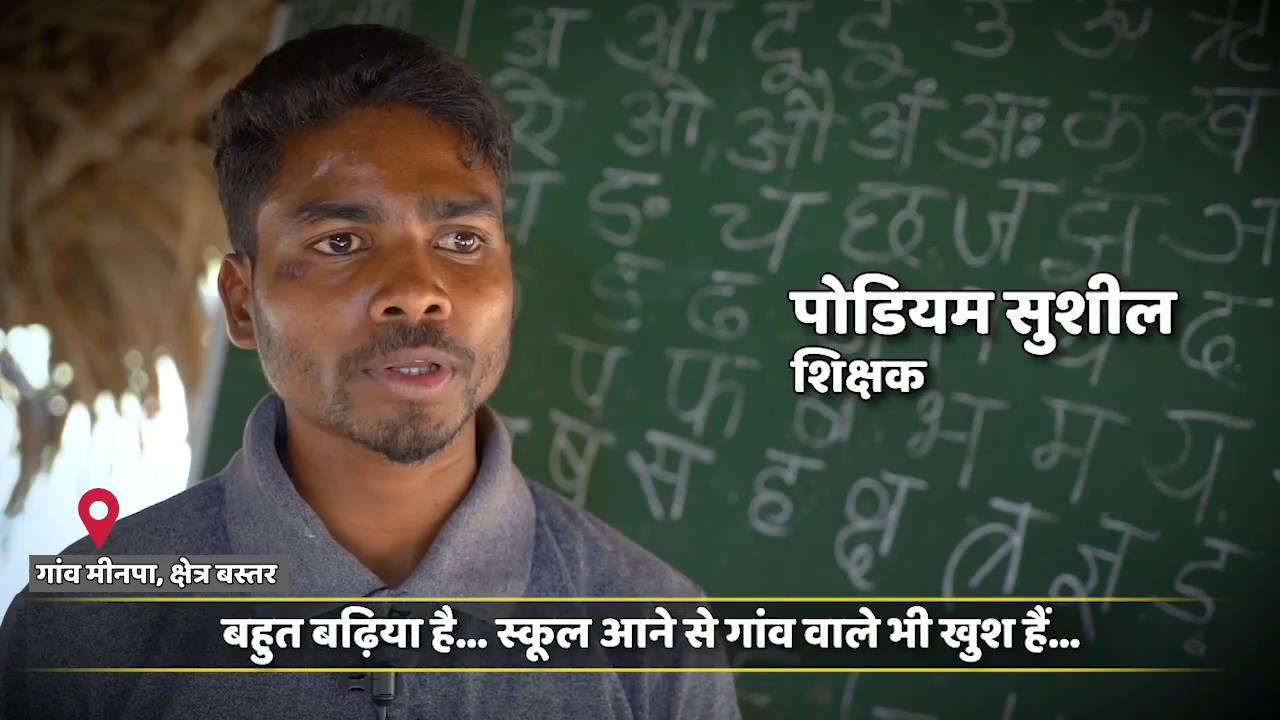 अ आ इ ई उ ऊ ऋ
ऐ ओ औ अं अः क ख
ङ च छ ज झ ञ
ढ
प फ ब भ म य
ष स ह क्ष त्र ज्ञ ड़
पोडियम सुशील
शिक्षक
गांव मीनपा, क्षेत्र बस्तर
बहुत बढ़िया है... स्कूल आने से गांव वाले भी खुश हैं...